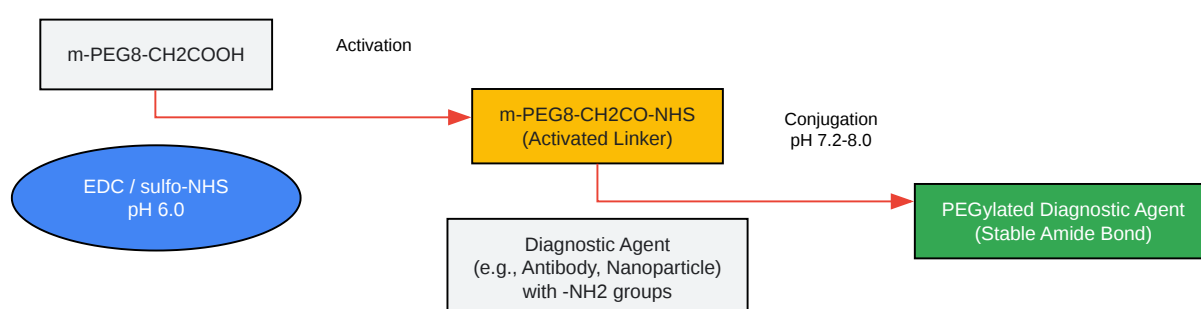 m-PEG8-CH2COOH
Activation
EDC / sulfo-NHS
pH 6.0
m-PEG8-CH2CO-NHS
(Activated Linker)
Conjugation
pH 7.2-8.0
Diagnostic Agent
(e.g., Antibody, Nanoparticle)
with -NH2 groups
PEGylated Diagnostic Agent
(Stable Amide Bond)